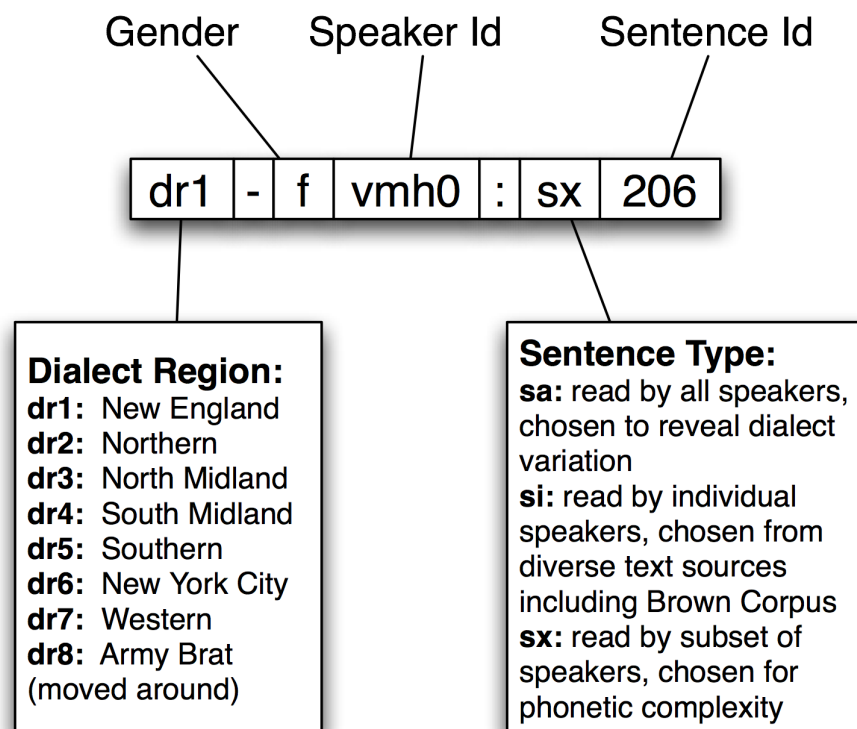 Gender Speaker Id Sentence Id
dr1 - f vmh0 : sx 206
Dialect Region:
dr1: New England
dr2: Northern
dr3: North Midland
dr4: South Midland
dr5: Southern
dr6: New York City
dr7: Western
dr8: Army Brat
(moved around)
Sentence Type:
sa: read by all speakers,
chosen to reveal dialect
variation
si: read by individual
speakers, chosen from
diverse text sources
including Brown Corpus
sx: read by subset of
speakers, chosen for
phonetic complexity